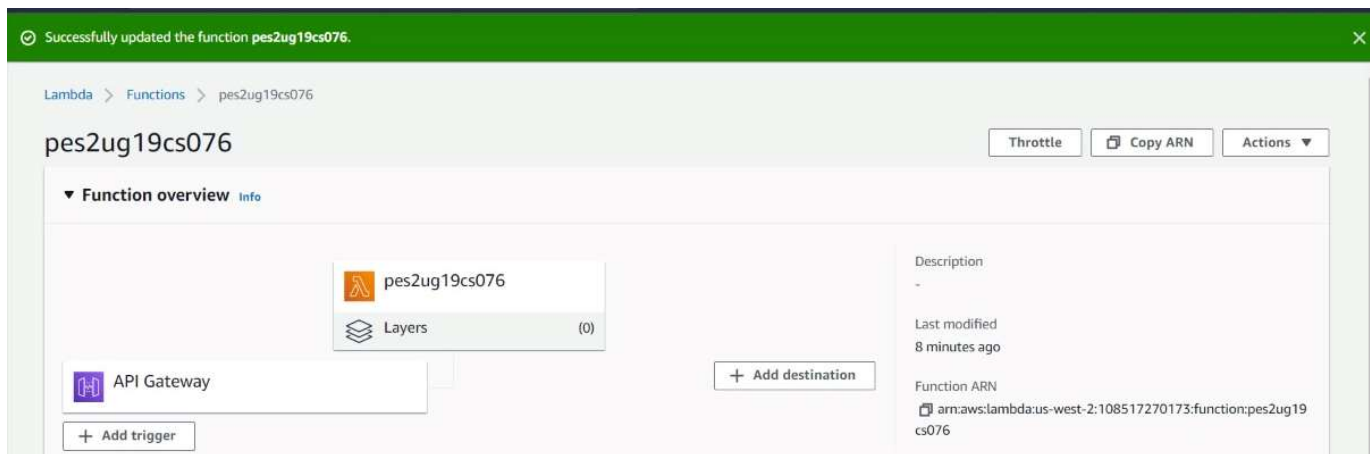 Successfully updated the function pes2ug19cs076.
Lambda > Functions > pes2ug19cs076
pes2ug19cs076
Throttle
Copy ARN
Actions
Function overview Info
pes2ug19cs076
Layers (0)
API Gateway
+ Add trigger
+ Add destination
Description
-
Last modified
8 minutes ago
Function ARN
arn:aws:lambda:us-west-2:108517270173:function:pes2ug19
cs076